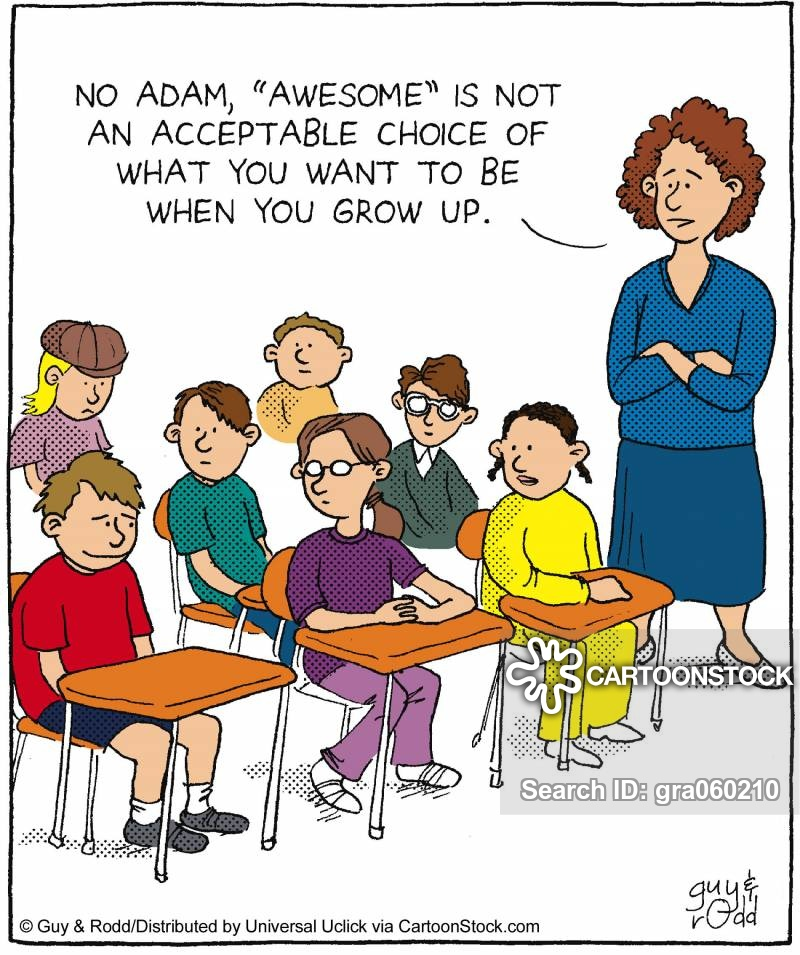 NO ADAM, “AWESOME” IS NOT
AN ACCEPTABLE CHOICE OF
WHAT YOU WANT TO BE
WHEN YOU GROW UP.
CARTOONSTOCK
Search ID: gra060210
guy &
rodd
© Guy & Rodd/Distributed by Universal Uclick via CartoonStock.com